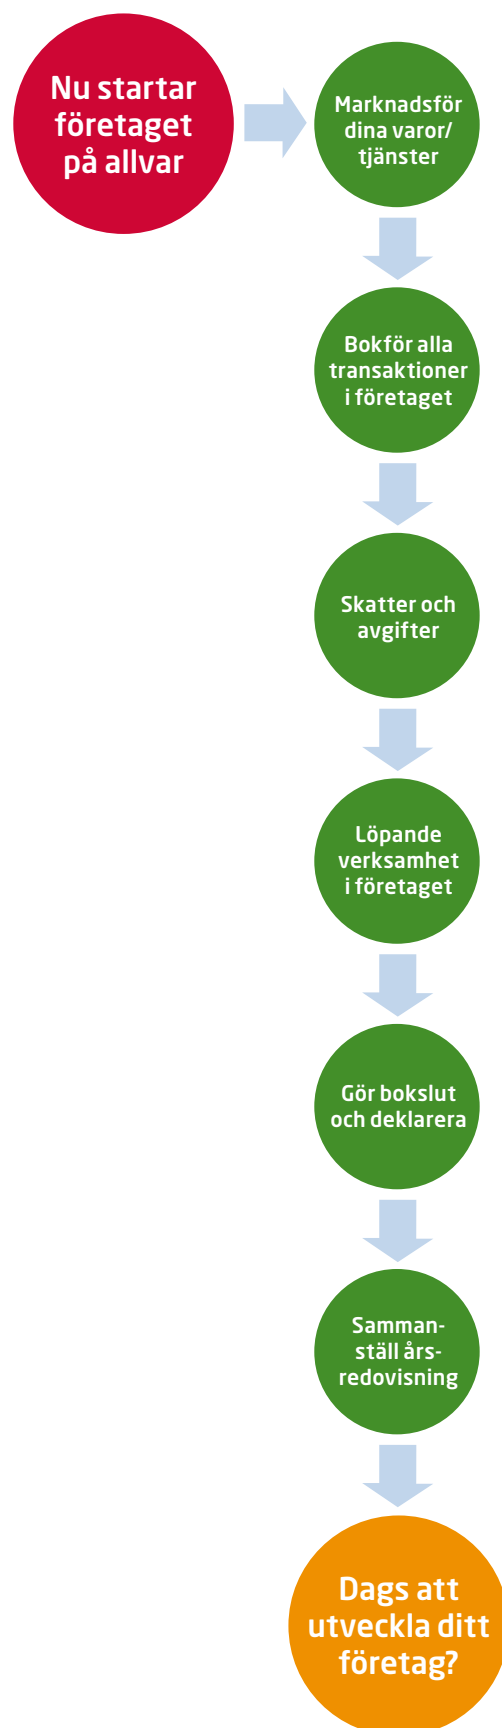 Nu startar
företaget
på allvar
Marknadsför
dina varor/
tjänster
Bokför alla
transaktioner
i företaget
Skatter och
avgifter
Löpande
verksamhet
i företaget
Gör bokslut
och deklarera
Samman-
ställ års-
redovisning
Dags att
utveckla ditt
företag?